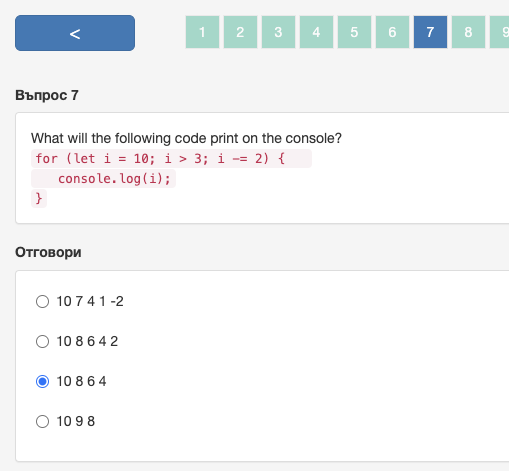 <
1 2 3 4 5 6 7 8 9
Въпрос 7
What will the following code print on the console?
for (let i = 10; i > 3; i -= 2) {
console.log(i);
}
Отговори
10 7 4 1 -2
10 8 6 4 2
10 8 6 4
10 9 8